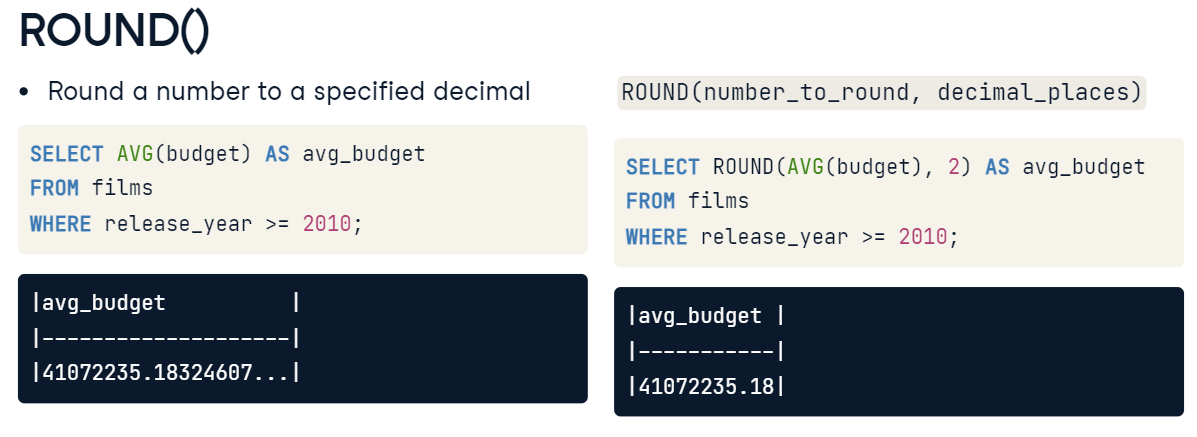 ROUND()
• Round a number to a specified decimal
SELECT AVG(budget) AS avg_budget
FROM films
WHERE release_year >= 2010;
|avg_budget          |
|--------------------|
|41072235.18324607...|
ROUND(number_to_round, decimal_places)
SELECT ROUND(AVG(budget), 2) AS avg_budget
FROM films
WHERE release_year >= 2010;
|avg_budget |
|-----------|
|41072235.18|